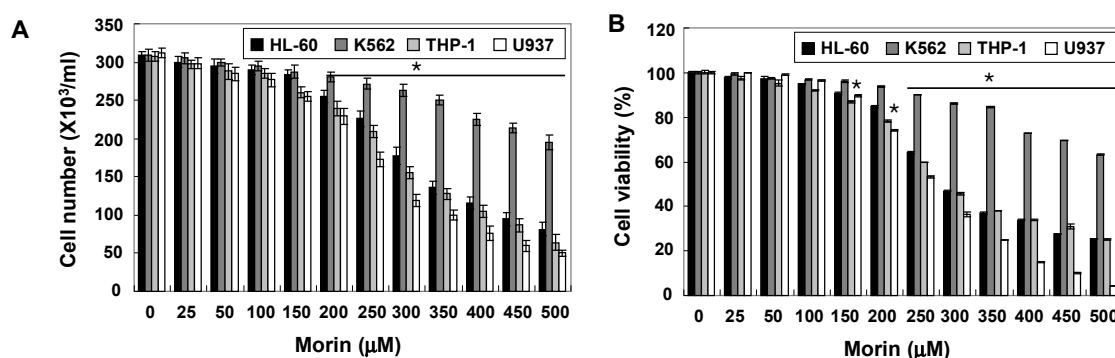 A
Cell number (X10³/ml)
350
300
250
200
150
100
50
0
HL-60 K562 THP-1 U937
*
0 25 50 100 150 200 250 300 350 400 450 500
Morin (μM)
B
Cell viability (%)
120
100
80
60
40
20
0
HL-60 K562 THP-1 U937
* * *
0 25 50 100 150 200 250 300 350 400 450 500
Morin (μM)